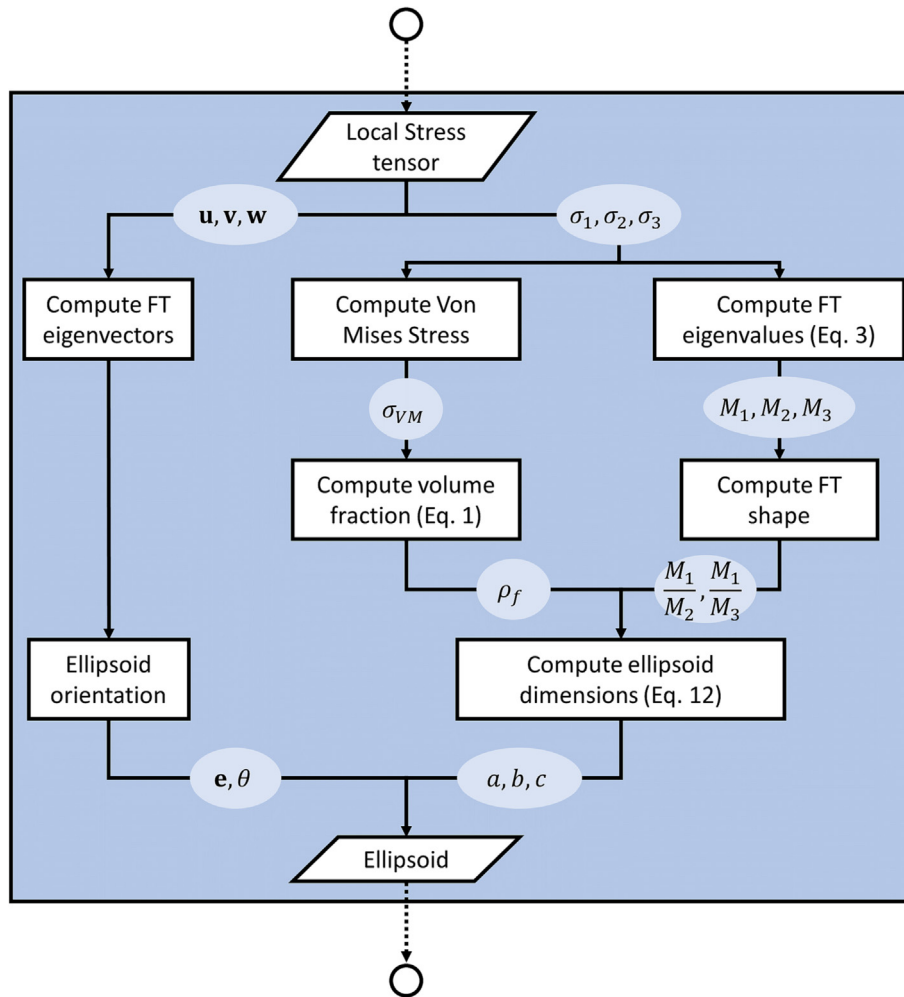 Local Stress
tensor
u, v, w
σ₁, σ₂, σ₃
Compute FT
eigenvectors
Compute Von
Mises Stress
Compute FT
eigenvalues (Eq. 3)
σ_VM
M₁, M₂, M₃
Compute volume
fraction (Eq. 1)
Compute FT
shape
ρ_f
M₁/M₂, M₁/M₃
Ellipsoid
orientation
Compute ellipsoid
dimensions (Eq. 12)
e, θ
a, b, c
Ellipsoid